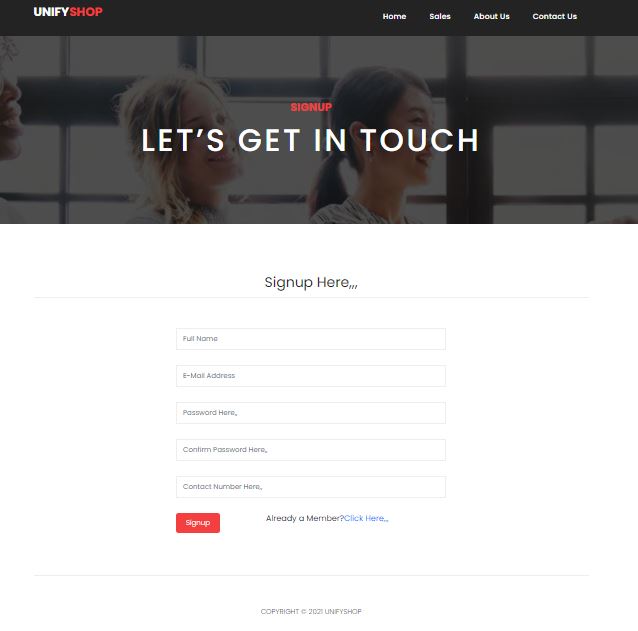 UNIFYSHOP
Home Sales About Us Contact Us
SIGNUP
LET’S GET IN TOUCH
Signup Here,,,
Full Name
E-Mail Address
Password Here,,
Confirm Password Here,,
Contact Number Here,,
Signup Already a Member?Click Here,,,
COPYRIGHT © 2021 UNIFYSHOP